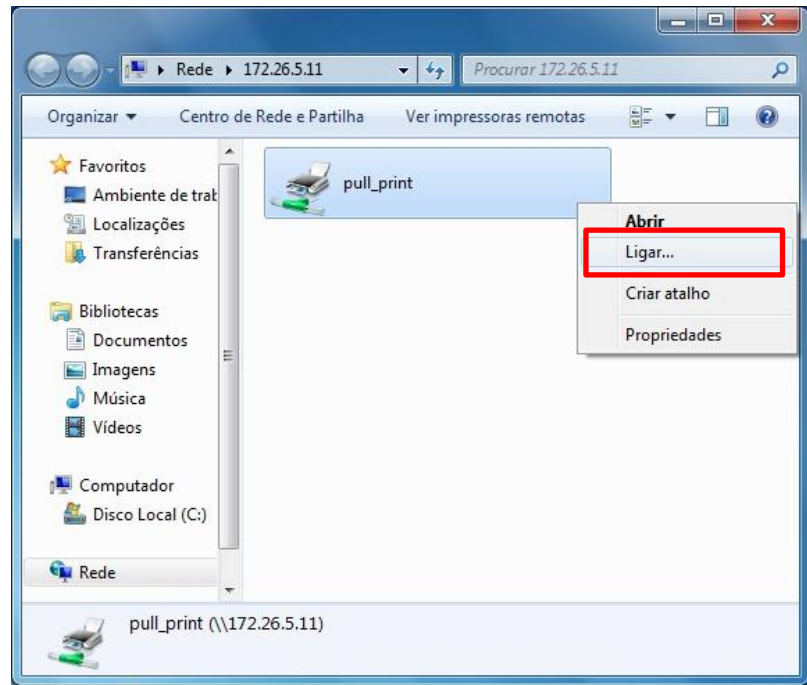 Rede ▸ 172.26.5.11
Procurar 172.26.5.11
Organizar Centro de Rede e Partilha Ver impressoras remotas
Favoritos
Ambiente de trab
Localizações
Transferências
Bibliotecas
Documentos
Imagens
Música
Vídeos
Computador
Disco Local (C:)
Rede
pull_print
Abrir
Ligar...
Criar atalho
Propriedades
pull_print (\\172.26.5.11)